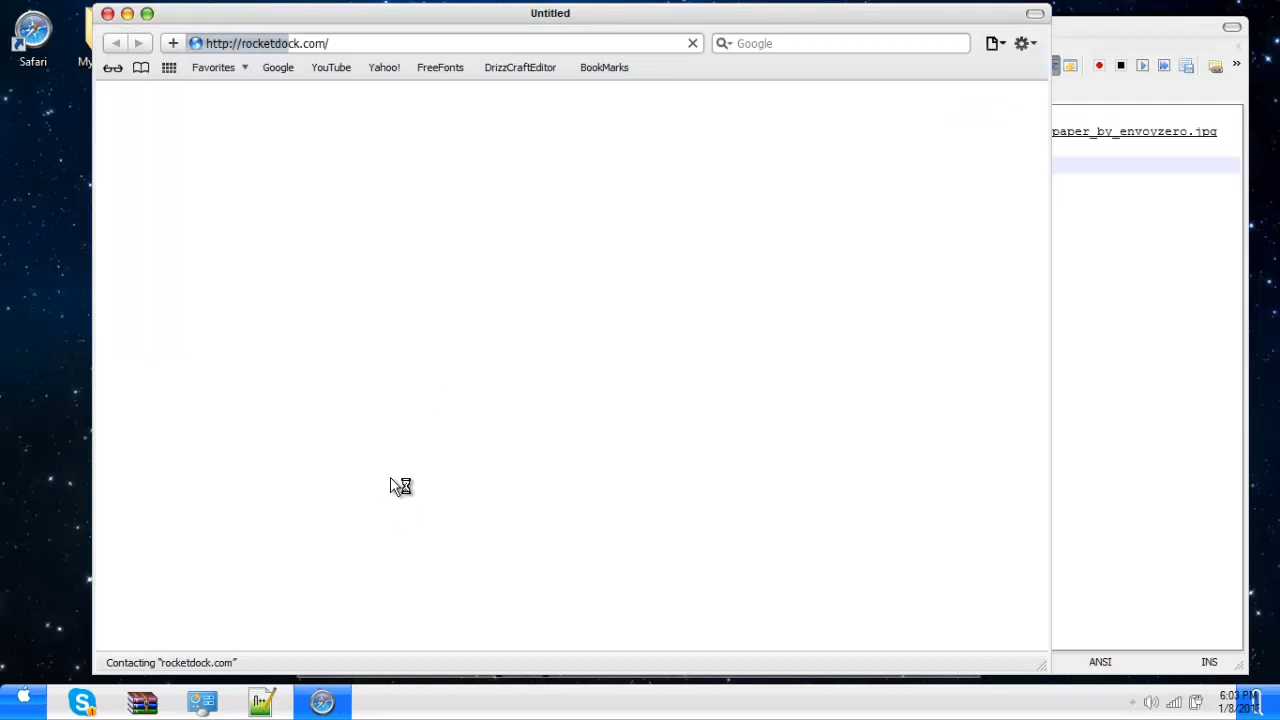 Untitled
http://rocketdock.com/
Google
Favorites Google YouTube Yahoo! FreeFonts DrizzCraftEditor BookMarks
Safari
My
paper_by_envoyzero.jpg
Contacting "rocketdock.com"
ANSI INS
6:03 PM